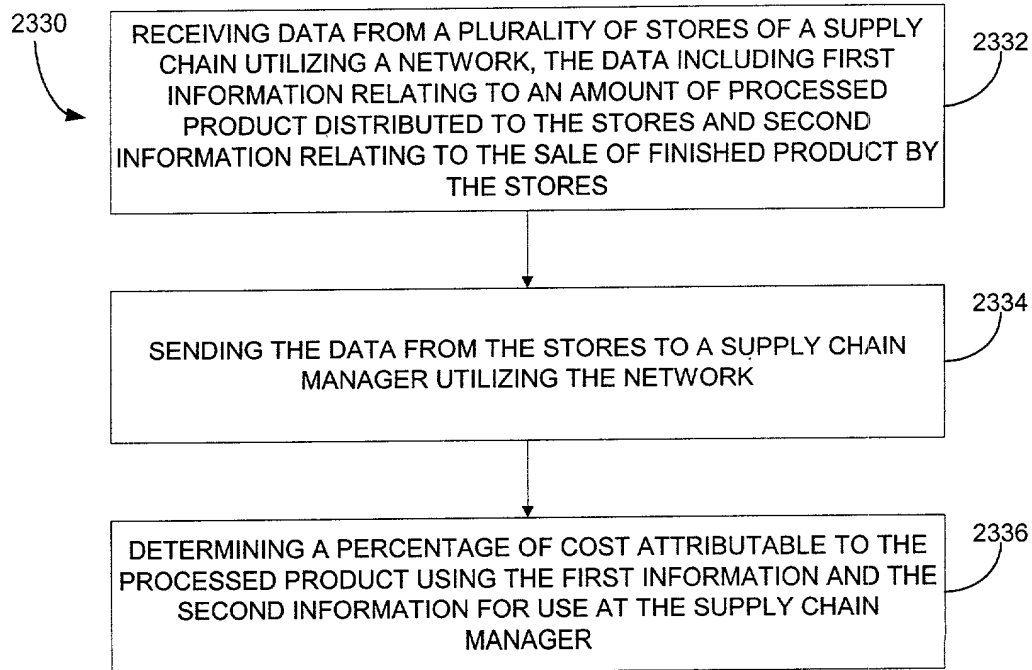 2330
RECEIVING DATA FROM A PLURALITY OF STORES OF A SUPPLY
CHAIN UTILIZING A NETWORK, THE DATA INCLUDING FIRST
INFORMATION RELATING TO AN AMOUNT OF PROCESSED
PRODUCT DISTRIBUTED TO THE STORES AND SECOND
INFORMATION RELATING TO THE SALE OF FINISHED PRODUCT BY
THE STORES
2332
SENDING THE DATA FROM THE STORES TO A SUPPLY CHAIN
MANAGER UTILIZING THE NETWORK
2334
DETERMINING A PERCENTAGE OF COST ATTRIBUTABLE TO THE
PROCESSED PRODUCT USING THE FIRST INFORMATION AND THE
SECOND INFORMATION FOR USE AT THE SUPPLY CHAIN
MANAGER
2336